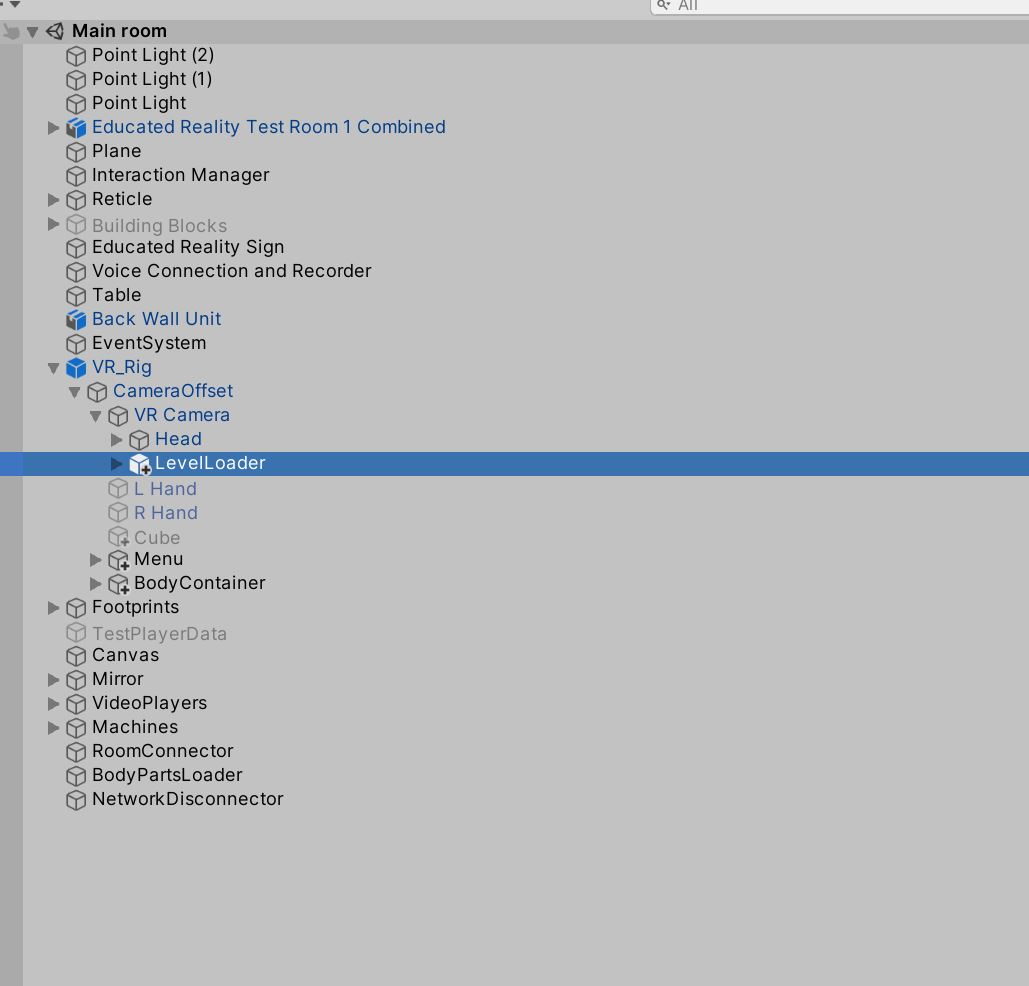 All
Main room
Point Light (2)
Point Light (1)
Point Light
Educated Reality Test Room 1 Combined
Plane
Interaction Manager
Reticle
Building Blocks
Educated Reality Sign
Voice Connection and Recorder
Table
Back Wall Unit
EventSystem
VR_Rig
CameraOffset
VR Camera
Head
LevelLoader
L Hand
R Hand
Cube
Menu
BodyContainer
Footprints
TestPlayerData
Canvas
Mirror
VideoPlayers
Machines
RoomConnector
BodyPartsLoader
NetworkDisconnector